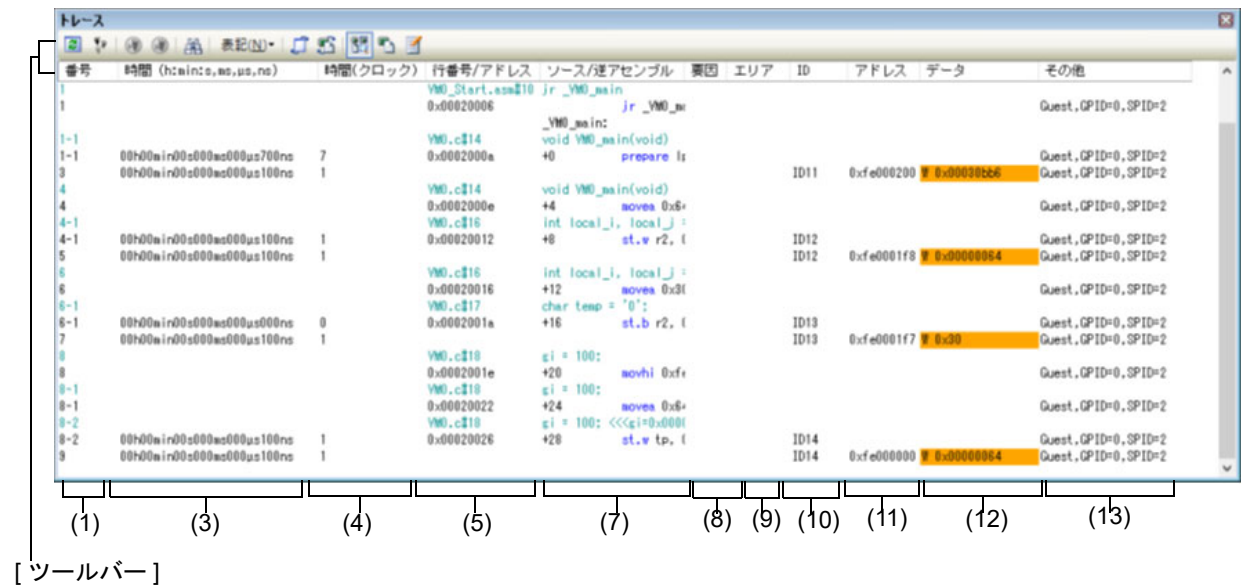 トレース
表記(N)▾
番号 時間 (h:min:s,ms,μs,ns) 時間(クロック) 行番号/アドレス ソース/逆アセンブル 要因 エリア ID アドレス データ その他
1 VM0_Start.asm#10 jr _VM0_main
1 0x00020006 jr _VM0_ma Guest,GPID=0,SPID=2
_VM0_main:
1-1 VM0.c#14 void VM0_main(void)
1-1 00h00min00s000ms000μs700ns 7 0x0002000a +0 prepare lp Guest,GPID=0,SPID=2
3 00h00min00s000ms000μs100ns 1 ID11 0xfe000200 W 0x00030bb6 Guest,GPID=0,SPID=2
4 VM0.c#14 void VM0_main(void)
4 0x0002000e +4 movea 0x64 Guest,GPID=0,SPID=2
4-1 VM0.c#16 int local_i, local_j =
4-1 00h00min00s000ms000μs100ns 1 0x00020012 +8 st.w r2, ID12 Guest,GPID=0,SPID=2
5 00h00min00s000ms000μs100ns 1 ID12 0xfe0001f8 W 0x00000064 Guest,GPID=0,SPID=2
6 VM0.c#16 int local_i, local_j =
6 0x00020016 +12 movea 0x30 Guest,GPID=0,SPID=2
6-1 VM0.c#17 char temp = '0';
6-1 00h00min00s000ms000μs000ns 0 0x0002001a +16 st.b r2, ID13 Guest,GPID=0,SPID=2
7 00h00min00s000ms000μs100ns 1 ID13 0xfe0001f7 W 0x30 Guest,GPID=0,SPID=2
8 VM0.c#18 gi = 100;
8 0x0002001e +20 movhi 0xfe Guest,GPID=0,SPID=2
8-1 VM0.c#18 gi = 100;
8-1 0x00020022 +24 movea 0x64 Guest,GPID=0,SPID=2
8-2 VM0.c#18 gi = 100; <<<gi=0x000
8-2 00h00min00s000ms000μs100ns 1 0x00020026 +28 st.w tp, ID14 Guest,GPID=0,SPID=2
9 00h00min00s000ms000μs100ns 1 ID14 0xfe000000 W 0x00000064 Guest,GPID=0,SPID=2
(1) (3) (4) (5) (7) (8) (9) (10) (11) (12) (13)
[ ツールバー ]